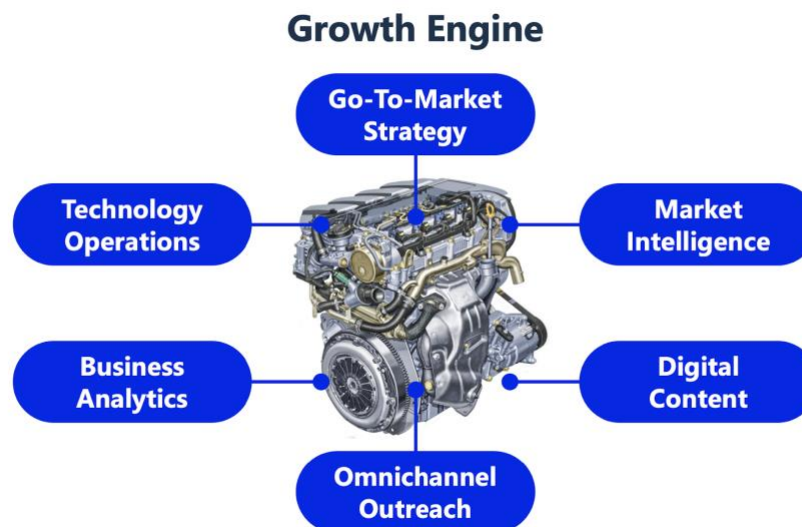 Growth Engine
Go-To-Market
Strategy
Technology
Operations
Market
Intelligence
Business
Analytics
Digital
Content
Omnichannel
Outreach